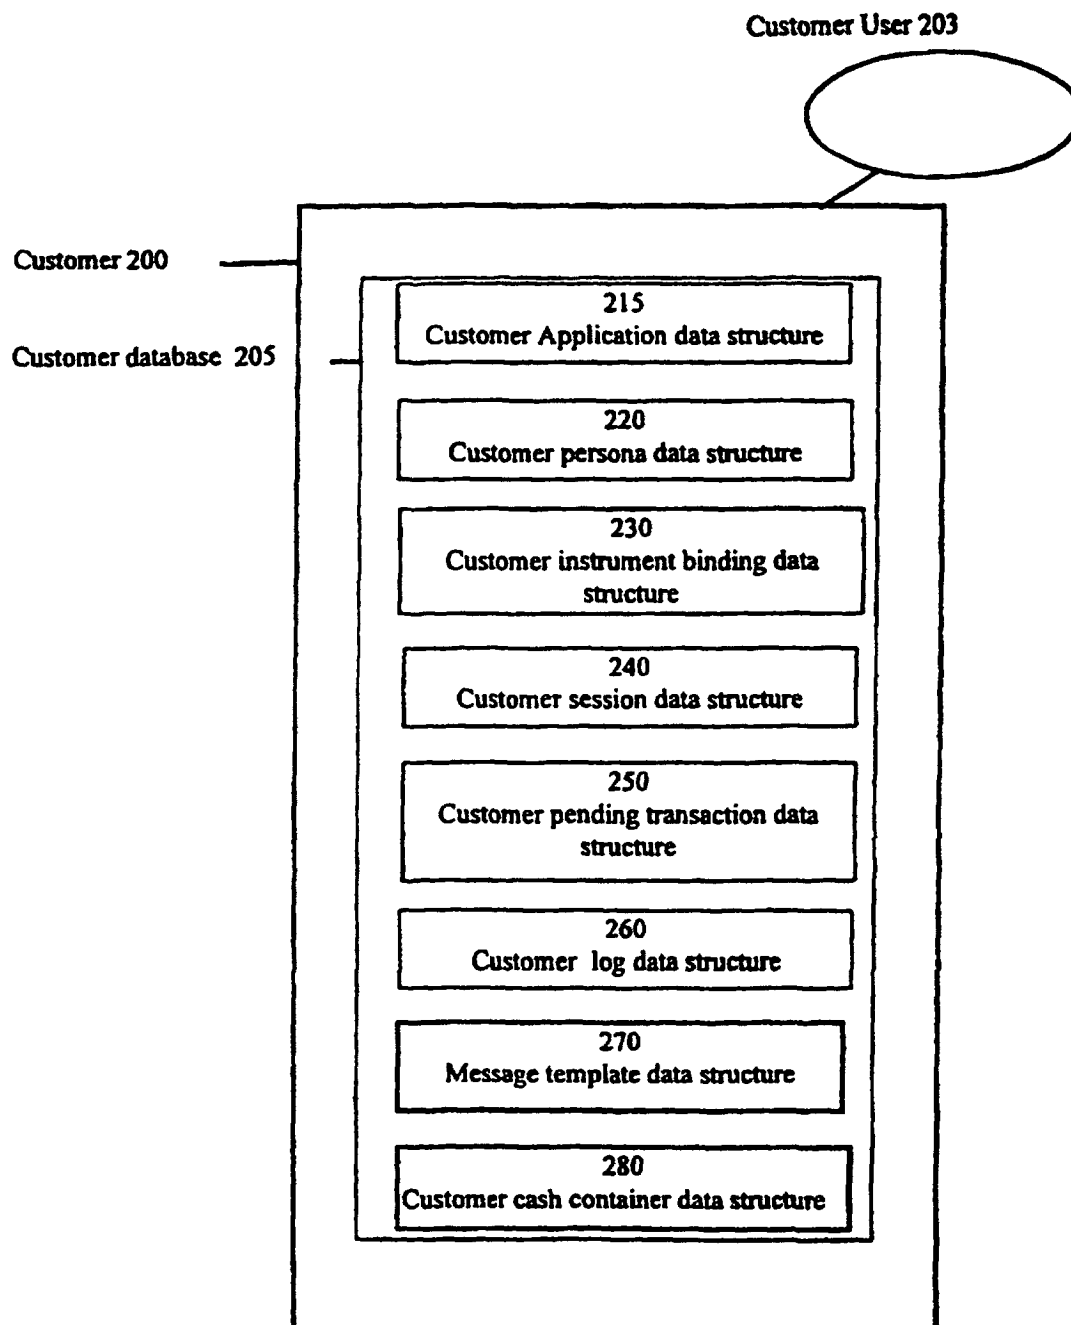 Customer User 203
Customer 200
215
Customer Application data structure
Customer database 205
220
Customer persona data structure
230
Customer instrument binding data
structure
240
Customer session data structure
250
Customer pending transaction data
structure
260
Customer log data structure
270
Message template data structure
280
Customer cash container data structure